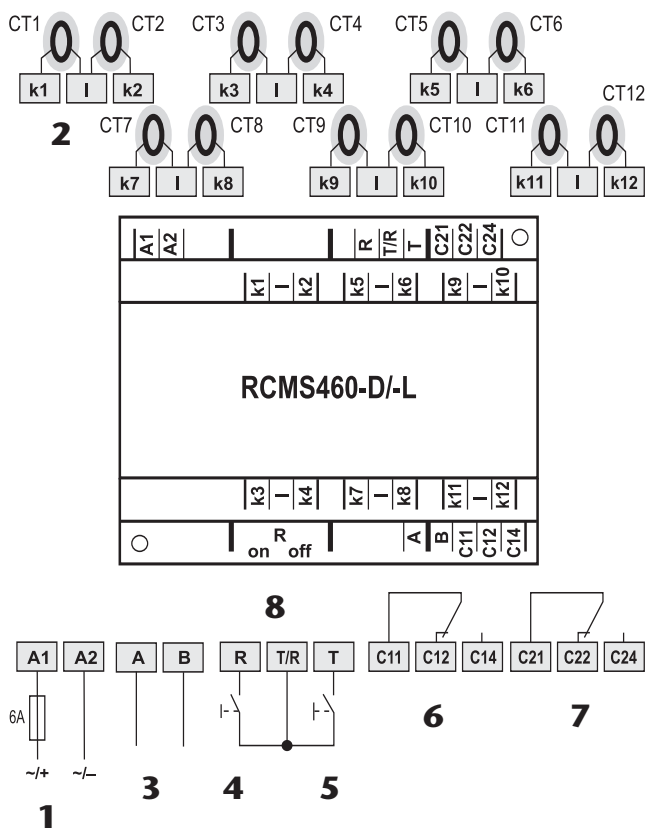 CT1 CT2 CT3 CT4 CT5 CT6
k1 I k2 k3 I k4 k5 I k6
2 CT7 CT8 CT9 CT10 CT11 CT12
k7 I k8 k9 I k10 k11 I k12
A1 A2 R T/R T C21 C22 C24
k1 I k2 k5 I k6 k9 I k10
RCMS460-D/-L
k3 I k4 k7 I k8 k11 I k12
R
on off A B C11 C12 C14
8
A1 A2 A B R T/R T C11 C12 C14 C21 C22 C24
6A
~/+ ~/–
1 3 4 5 6 7